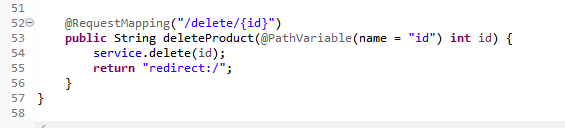 51
52 @RequestMapping("/delete/{id}")
53 public String deleteProduct(@PathVariable(name = "id") int id) {
54 service.delete(id);
55 return "redirect:/";
56 }
57 }
58